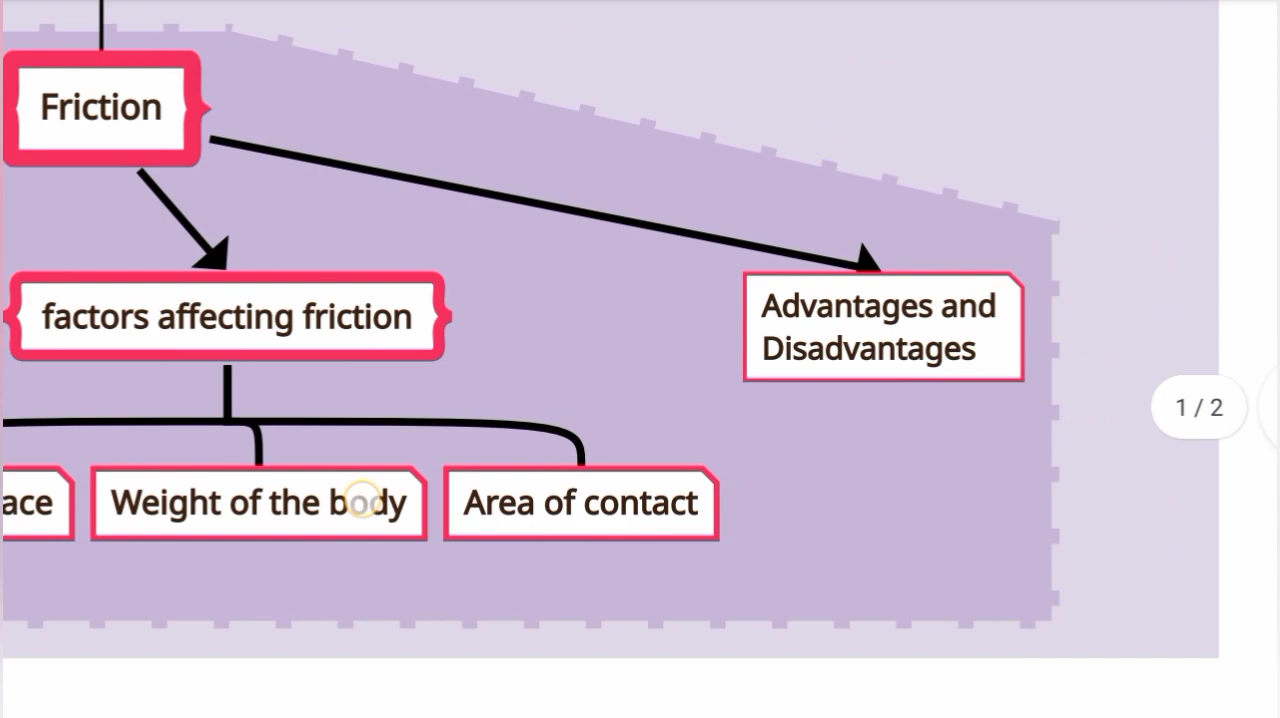 Friction
factors affecting friction
Advantages and
Disadvantages
ace
Weight of the body
Area of contact
1 / 2